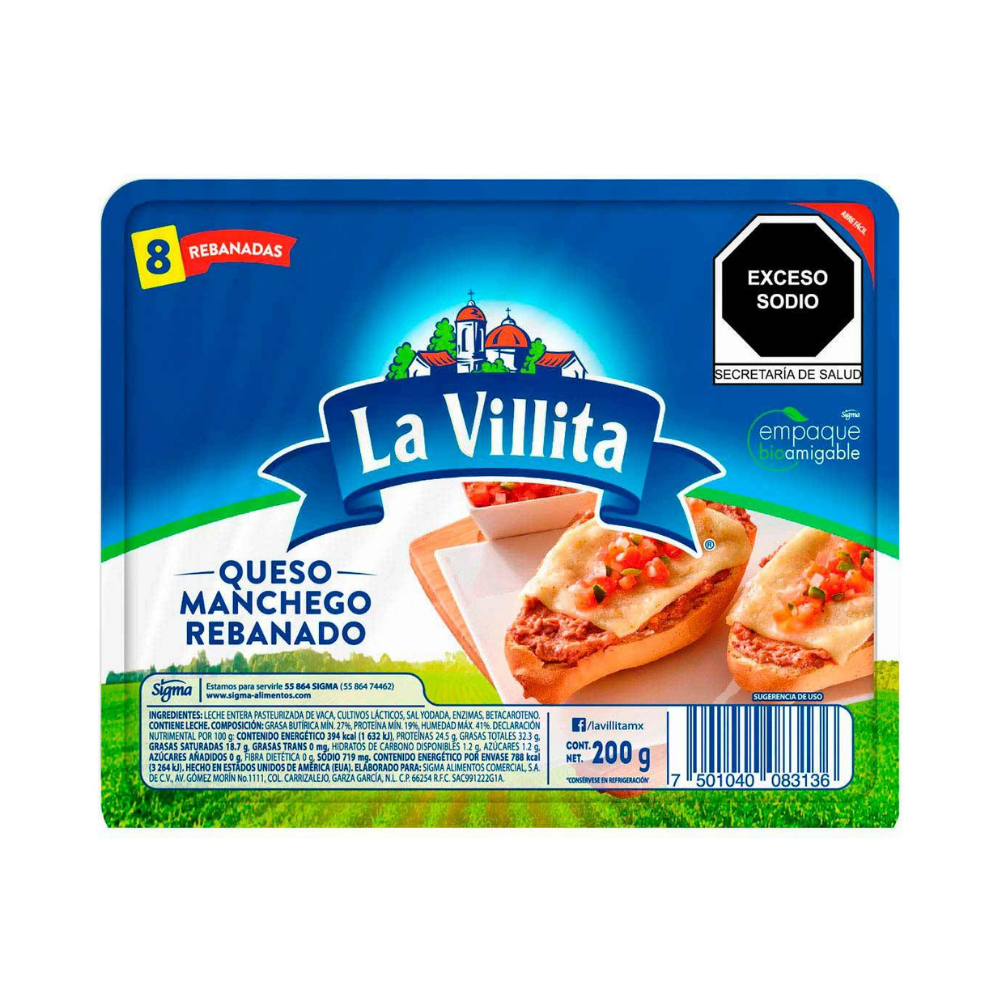 8 REBANADAS
ABRE FÁCIL
EXCESO
SODIO
SECRETARÍA DE SALUD
La Villita
®
Sigma
empaque
bioamigable
QUESO
MANCHEGO
REBANADO
SUGERENCIA DE USO
Sigma
Estamos para servirle 55 864 SIGMA (55 864 74462)
www.sigma-alimentos.com
INGREDIENTES: LECHE ENTERA PASTEURIZADA DE VACA, CULTIVOS LÁCTICOS, SAL YODADA, ENZIMAS, BETACAROTENO.
CONTIENE LECHE. COMPOSICIÓN: GRASA BUTÍRICA MIN. 27%, PROTEÍNA MÍN. 19%, HUMEDAD MÁX. 41%. DECLARACIÓN
NUTRIMENTAL POR 100 g: CONTENIDO ENERGÉTICO 394 kcal (1 632 kJ), PROTEÍNAS 24.5 g, GRASAS TOTALES 32.3 g,
GRASAS SATURADAS 18.7 g, GRASAS TRANS 0 mg, HIDRATOS DE CARBONO DISPONIBLES 1.2 g, AZÚCARES 1.2 g,
AZÚCARES AÑADIDOS 0 g, FIBRA DIETÉTICA 0 g, SODIO 719 mg. CONTENIDO ENERGÉTICO POR ENVASE 788 kcal
(3 264 kJ). HECHO EN ESTADOS UNIDOS DE AMÉRICA (EUA). ELABORADO PARA: SIGMA ALIMENTOS COMERCIAL, S.A.
DE C.V., AV. GÓMEZ MORÍN No.1111, COL. CARRIZALEJO, GARZA GARCÍA, N.L. C.P. 66254 R.F.C. SAC991222G1A.
f/lavillitamx
CONT. NET. 200 g
"CONSÉRVESE EN REFRIGERACIÓN"
7 501040 083136